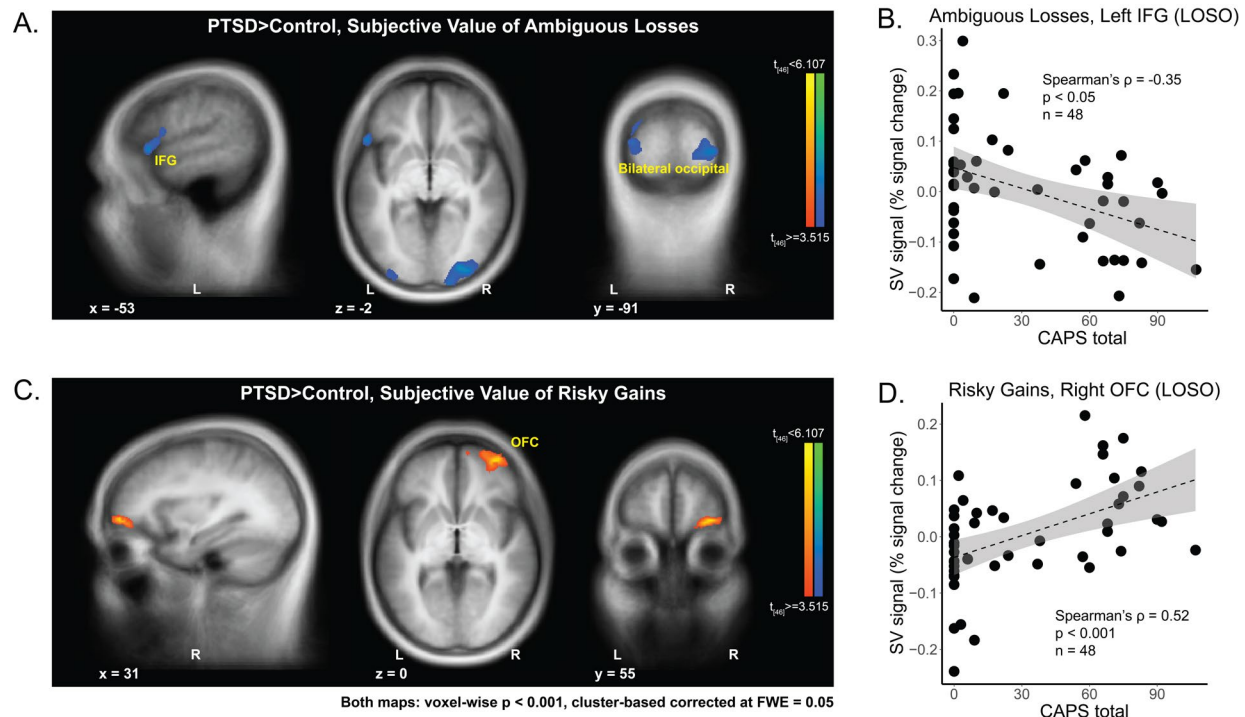 A.
PTSD>Control, Subjective Value of Ambiguous Losses
IFG
Bilateral occipital
t[46]<6.107
t[46]>=3.515
L
L
R
L
R
x = -53
z = -2
y = -91
B.
Ambiguous Losses, Left IFG (LOSO)
Spearman's ρ = -0.35
p < 0.05
n = 48
SV signal (% signal change)
0.3
0.2
0.1
0.0
−0.1
−0.2
0
30
60
90
CAPS total
C.
PTSD>Control, Subjective Value of Risky Gains
OFC
t[46]<6.107
t[46]>=3.515
R
L
R
L
R
x = 31
z = 0
y = 55
Both maps: voxel-wise p < 0.001, cluster-based corrected at FWE = 0.05
D.
Risky Gains, Right OFC (LOSO)
SV signal (% signal change)
0.2
0.1
0.0
−0.1
−0.2
Spearman's ρ = 0.52
p < 0.001
n = 48
0
30
60
90
CAPS total